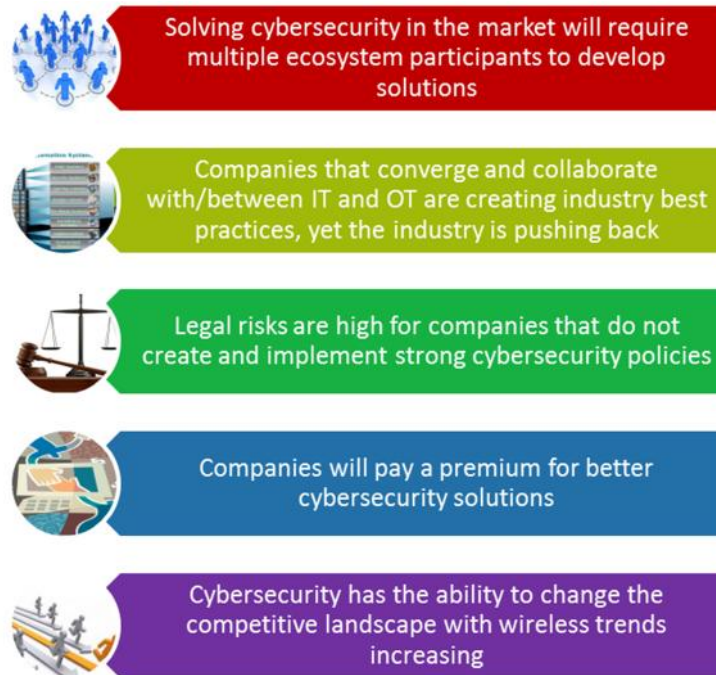 Solving cybersecurity in the market will require
multiple ecosystem participants to develop
solutions
Companies that converge and collaborate
with/between IT and OT are creating industry best
practices, yet the industry is pushing back
Legal risks are high for companies that do not
create and implement strong cybersecurity policies
Companies will pay a premium for better
cybersecurity solutions
Cybersecurity has the ability to change the
competitive landscape with wireless trends
increasing